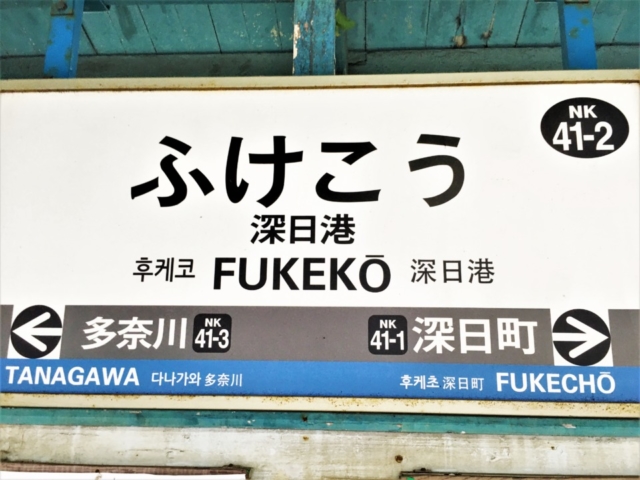 NK
41-2
ふけこう
深日港
후케코 FUKEKŌ 深日港
多奈川 NK 41-3 NK 41-1 深日町
TANAGAWA 다나가와 多奈川 후케초 深日町 FUKECHŌ